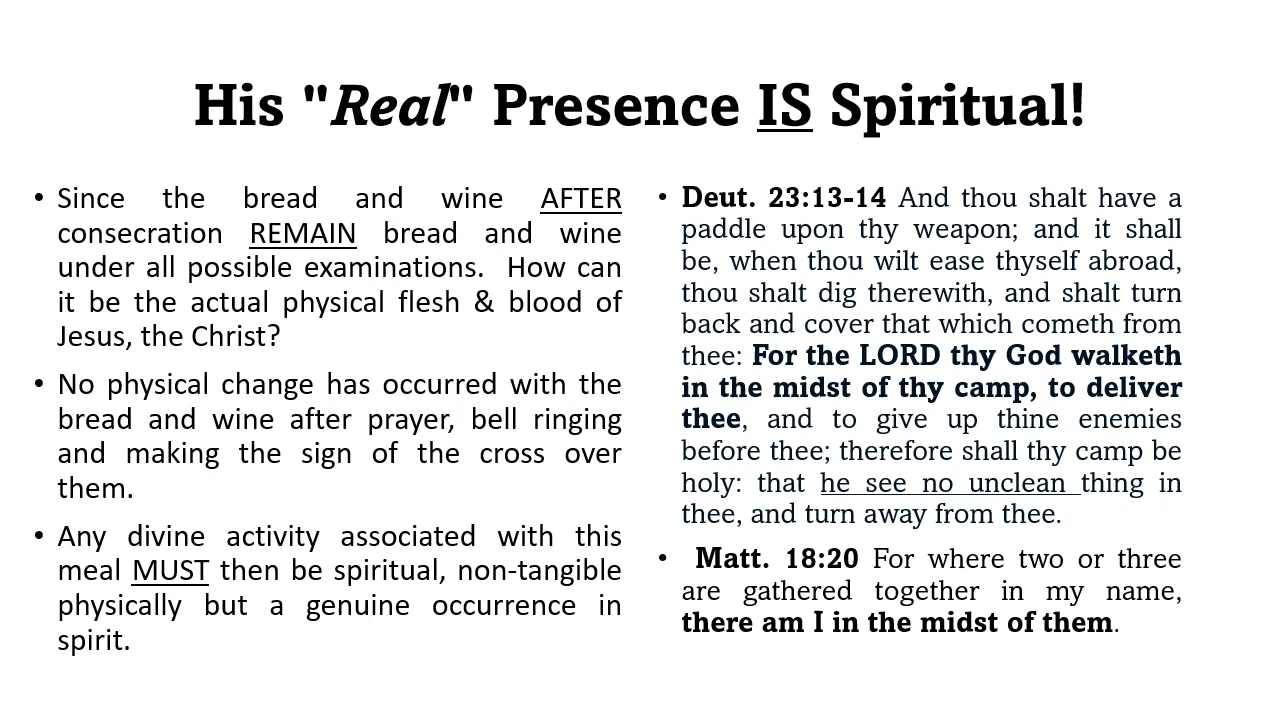 His "Real" Presence IS Spiritual!
• Since the bread and wine AFTER
consecration REMAIN bread and wine
under all possible examinations.  How can
it be the actual physical flesh & blood of
Jesus, the Christ?
• No physical change has occurred with the
bread and wine after prayer, bell ringing
and making the sign of the cross over
them.
• Any divine activity associated with this
meal MUST then be spiritual, non-tangible
physically but a genuine occurrence in
spirit.
• Deut. 23:13-14 And thou shalt have a
paddle upon thy weapon; and it shall
be, when thou wilt ease thyself abroad,
thou shalt dig therewith, and shalt turn
back and cover that which cometh from
thee: For the LORD thy God walketh
in the midst of thy camp, to deliver
thee, and to give up thine enemies
before thee; therefore shall thy camp be
holy: that he see no unclean thing in
thee, and turn away from thee.
• Matt. 18:20 For where two or three
are gathered together in my name,
there am I in the midst of them.